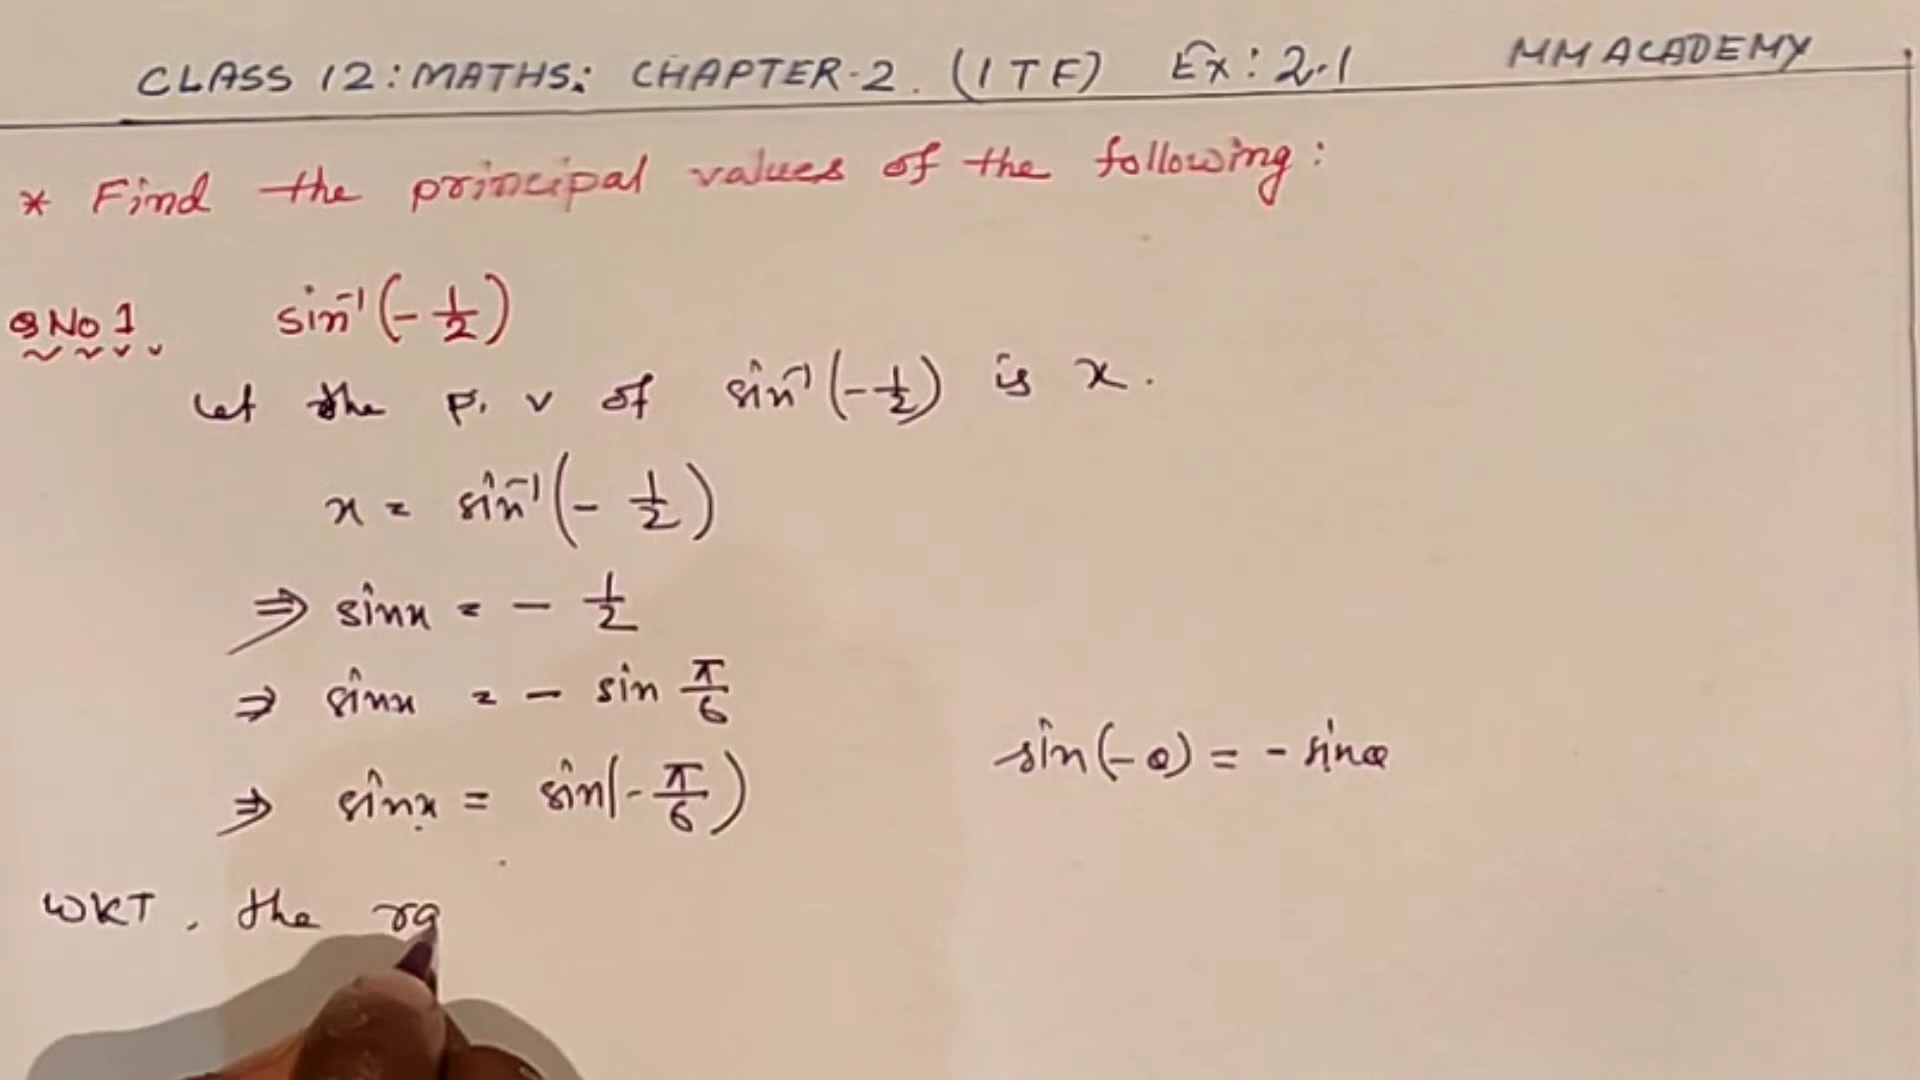 CLASS 12: MATHS: CHAPTER-2. (ITF) Ex: 2.1 MM ACADEMY
* Find the principal values of the following:
QNo 1. sin⁻¹(-1/2)
Let the P. V of sin⁻¹(-1/2) is x.
x = sin⁻¹(-1/2)
⇒ sinx = - 1/2
⇒ sinx = - sin π/6
⇒ sinx = sin(-π/6) sin(-θ) = - sinθ
WKT, the ra